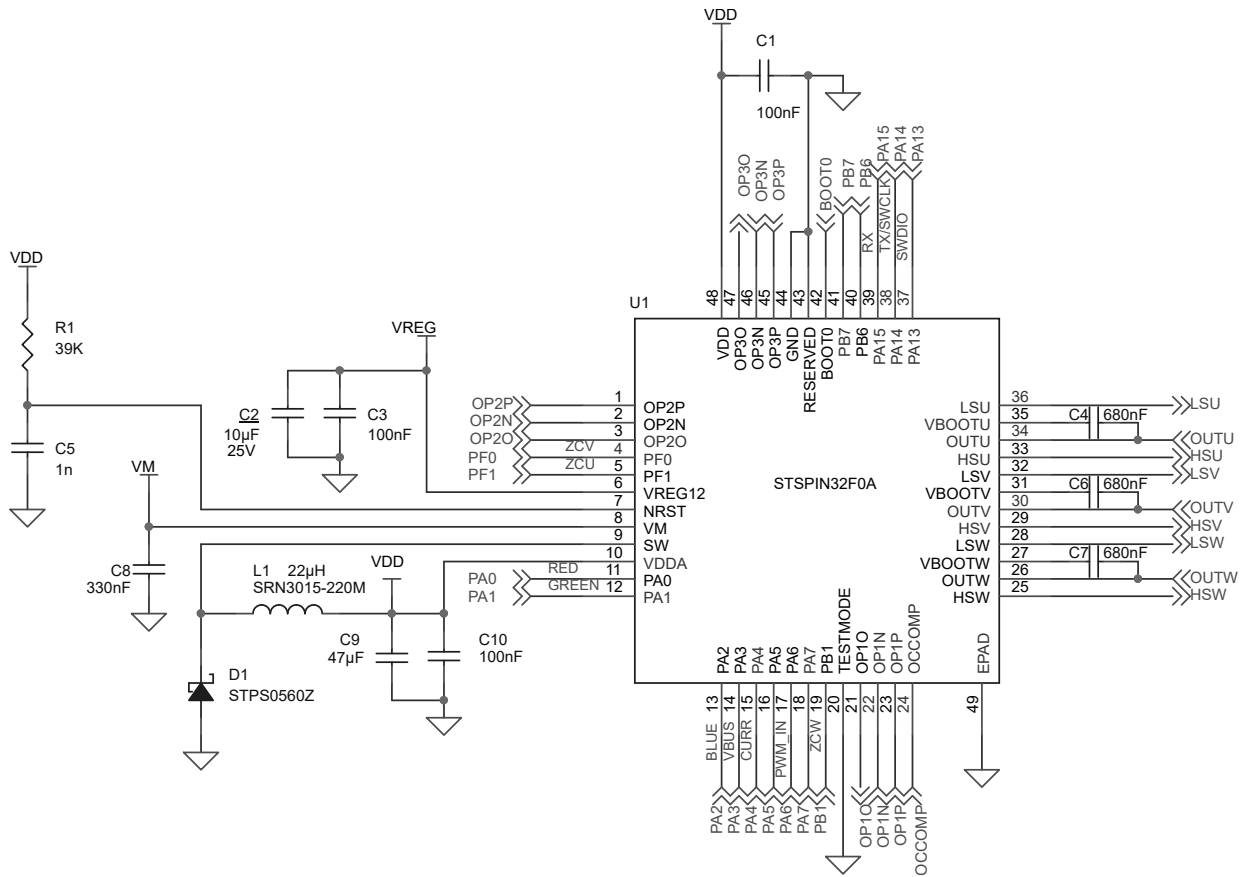 VDD
C1
100nF
OP3O
OP3N
OP3P
BOOT0
PB7
PB6
PA15
PA14
PA13
RX
TX/SWCLK
SWDIO
48
47
46
45
44
43
42
41
40
39
38
37
U1
VDD
OP3O
OP3N
OP3P
GND
RESERVED
BOOT0
PB7
PB6
PA15
PA14
PA13
VDD
R1
39K
C5
1n
VREG
C2
10µF
25V
C3
100nF
VM
C8
330nF
L1 22µH
SRN3015-220M
VDD
D1
STPS0560Z
C9
47µF
C10
100nF
OP2P 1 OP2P
OP2N 2 OP2N
OP2O 3 OP2O
PF0 ZCV 4 PF0
PF1 ZCU 5 PF1
6 VREG12
7 NRST
8 VM
9 SW
10 VDDA
PA0 RED 11 PA0
PA1 GREEN 12 PA1
STSPIN32F0A
LSU 36 LSU
VBOOTU 35 C4 680nF
OUTU 34 OUTU
HSU 33 HSU
LSV 32 LSV
VBOOTV 31 C6 680nF
OUTV 30 OUTV
HSV 29 HSV
LSW 28 LSW
VBOOTW 27 C7 680nF
OUTW 26 OUTW
HSW 25 HSW
PA2
PA3
PA4
PA5
PA6
PA7
PB1
TESTMODE
OP1O
OP1N
OP1P
OCCOMP
EPAD
13
14
15
16
17
18
19
20
21
22
23
24
49
BLUE
VBUS
CURR
PWM_IN
ZCW
PA2
PA3
PA4
PA5
PA6
PA7
PB1
OP1O
OP1N
OP1P
OCCOMP